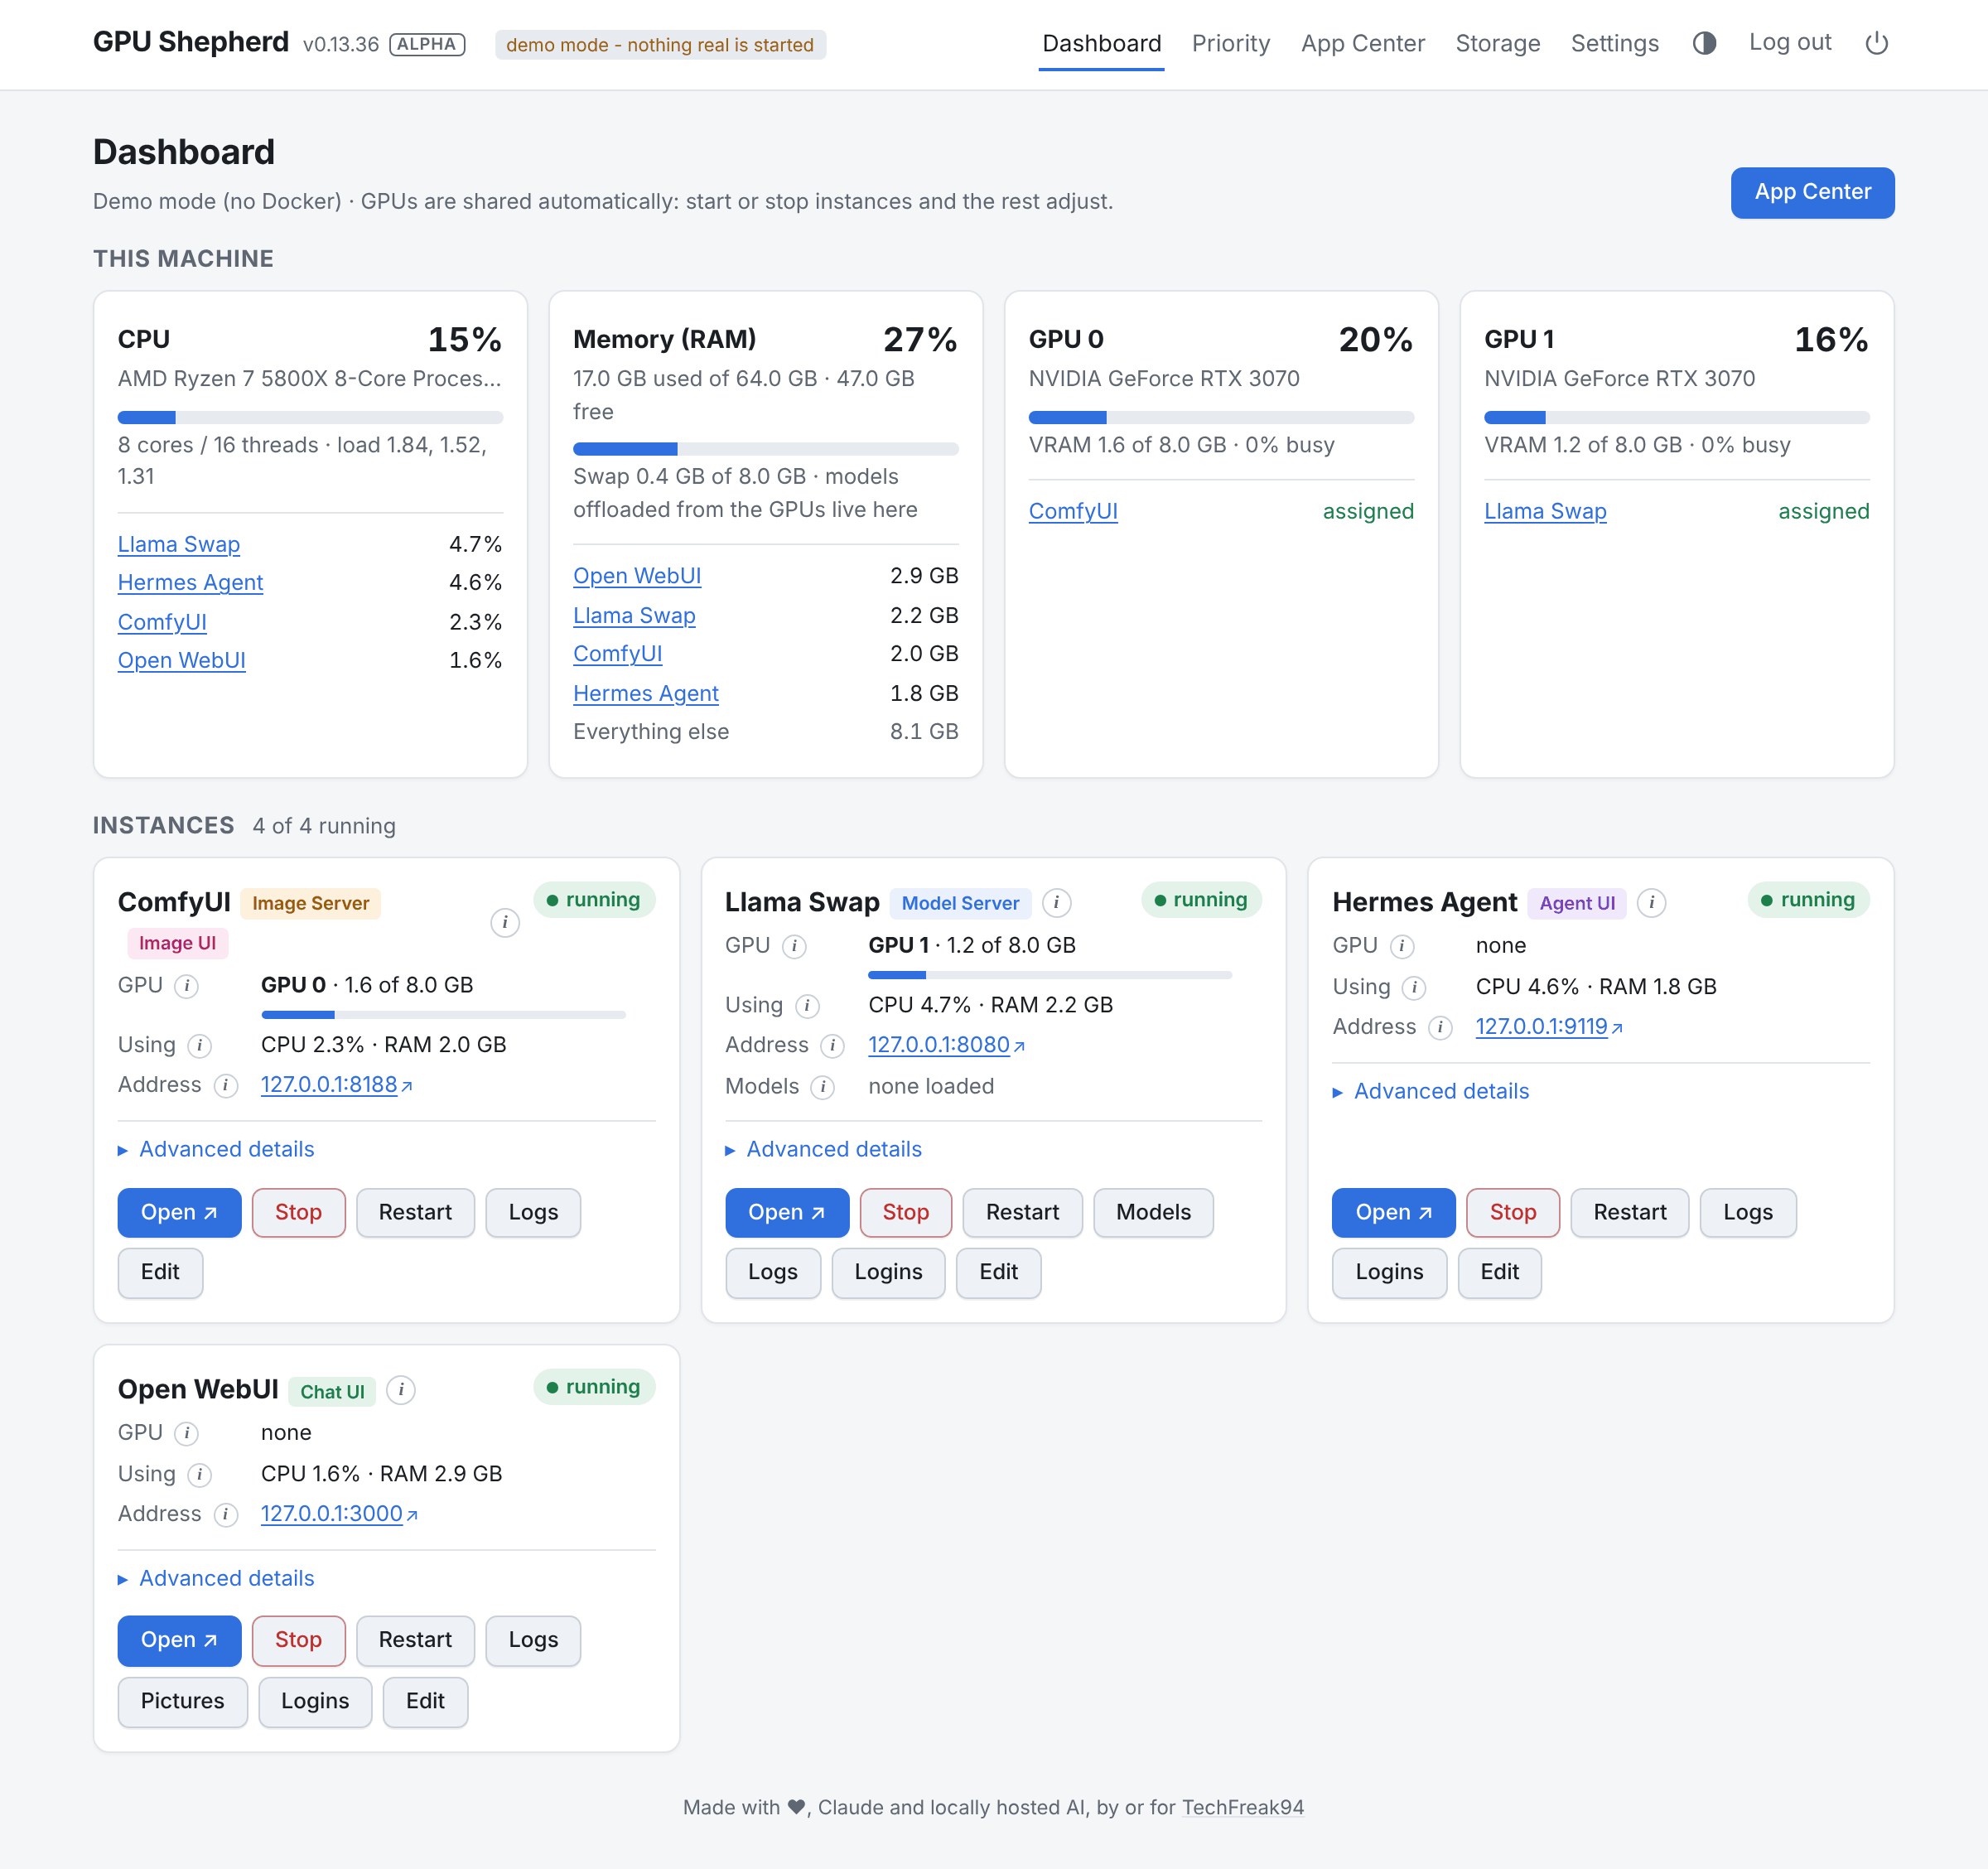 GPU Shepherd v0.13.36 ALPHA demo mode - nothing real is started Dashboard Priority App Center Storage Settings Log out
Dashboard
Demo mode (no Docker) · GPUs are shared automatically: start or stop instances and the rest adjust.
App Center
THIS MACHINE
CPU 15%
AMD Ryzen 7 5800X 8-Core Proces...
8 cores / 16 threads · load 1.84, 1.52,
1.31
Llama Swap 4.7%
Hermes Agent 4.6%
ComfyUI 2.3%
Open WebUI 1.6%
Memory (RAM) 27%
17.0 GB used of 64.0 GB · 47.0 GB
free
Swap 0.4 GB of 8.0 GB · models
offloaded from the GPUs live here
Open WebUI 2.9 GB
Llama Swap 2.2 GB
ComfyUI 2.0 GB
Hermes Agent 1.8 GB
Everything else 8.1 GB
GPU 0 20%
NVIDIA GeForce RTX 3070
VRAM 1.6 of 8.0 GB · 0% busy
ComfyUI assigned
GPU 1 16%
NVIDIA GeForce RTX 3070
VRAM 1.2 of 8.0 GB · 0% busy
Llama Swap assigned
INSTANCES 4 of 4 running
ComfyUI Image Server i running
Image UI
GPU i GPU 0 · 1.6 of 8.0 GB
Using i CPU 2.3% · RAM 2.0 GB
Address i 127.0.0.1:8188↗
▸ Advanced details
Open ↗ Stop Restart Logs
Edit
Llama Swap Model Server i running
GPU i GPU 1 · 1.2 of 8.0 GB
Using i CPU 4.7% · RAM 2.2 GB
Address i 127.0.0.1:8080↗
Models i none loaded
▸ Advanced details
Open ↗ Stop Restart Models
Logs Logins Edit
Hermes Agent Agent UI i running
GPU i none
Using i CPU 4.6% · RAM 1.8 GB
Address i 127.0.0.1:9119↗
▸ Advanced details
Open ↗ Stop Restart Logs
Logins Edit
Open WebUI Chat UI i running
GPU i none
Using i CPU 1.6% · RAM 2.9 GB
Address i 127.0.0.1:3000↗
▸ Advanced details
Open ↗ Stop Restart Logs
Pictures Logins Edit
Made with ♥, Claude and locally hosted AI, by or for TechFreak94